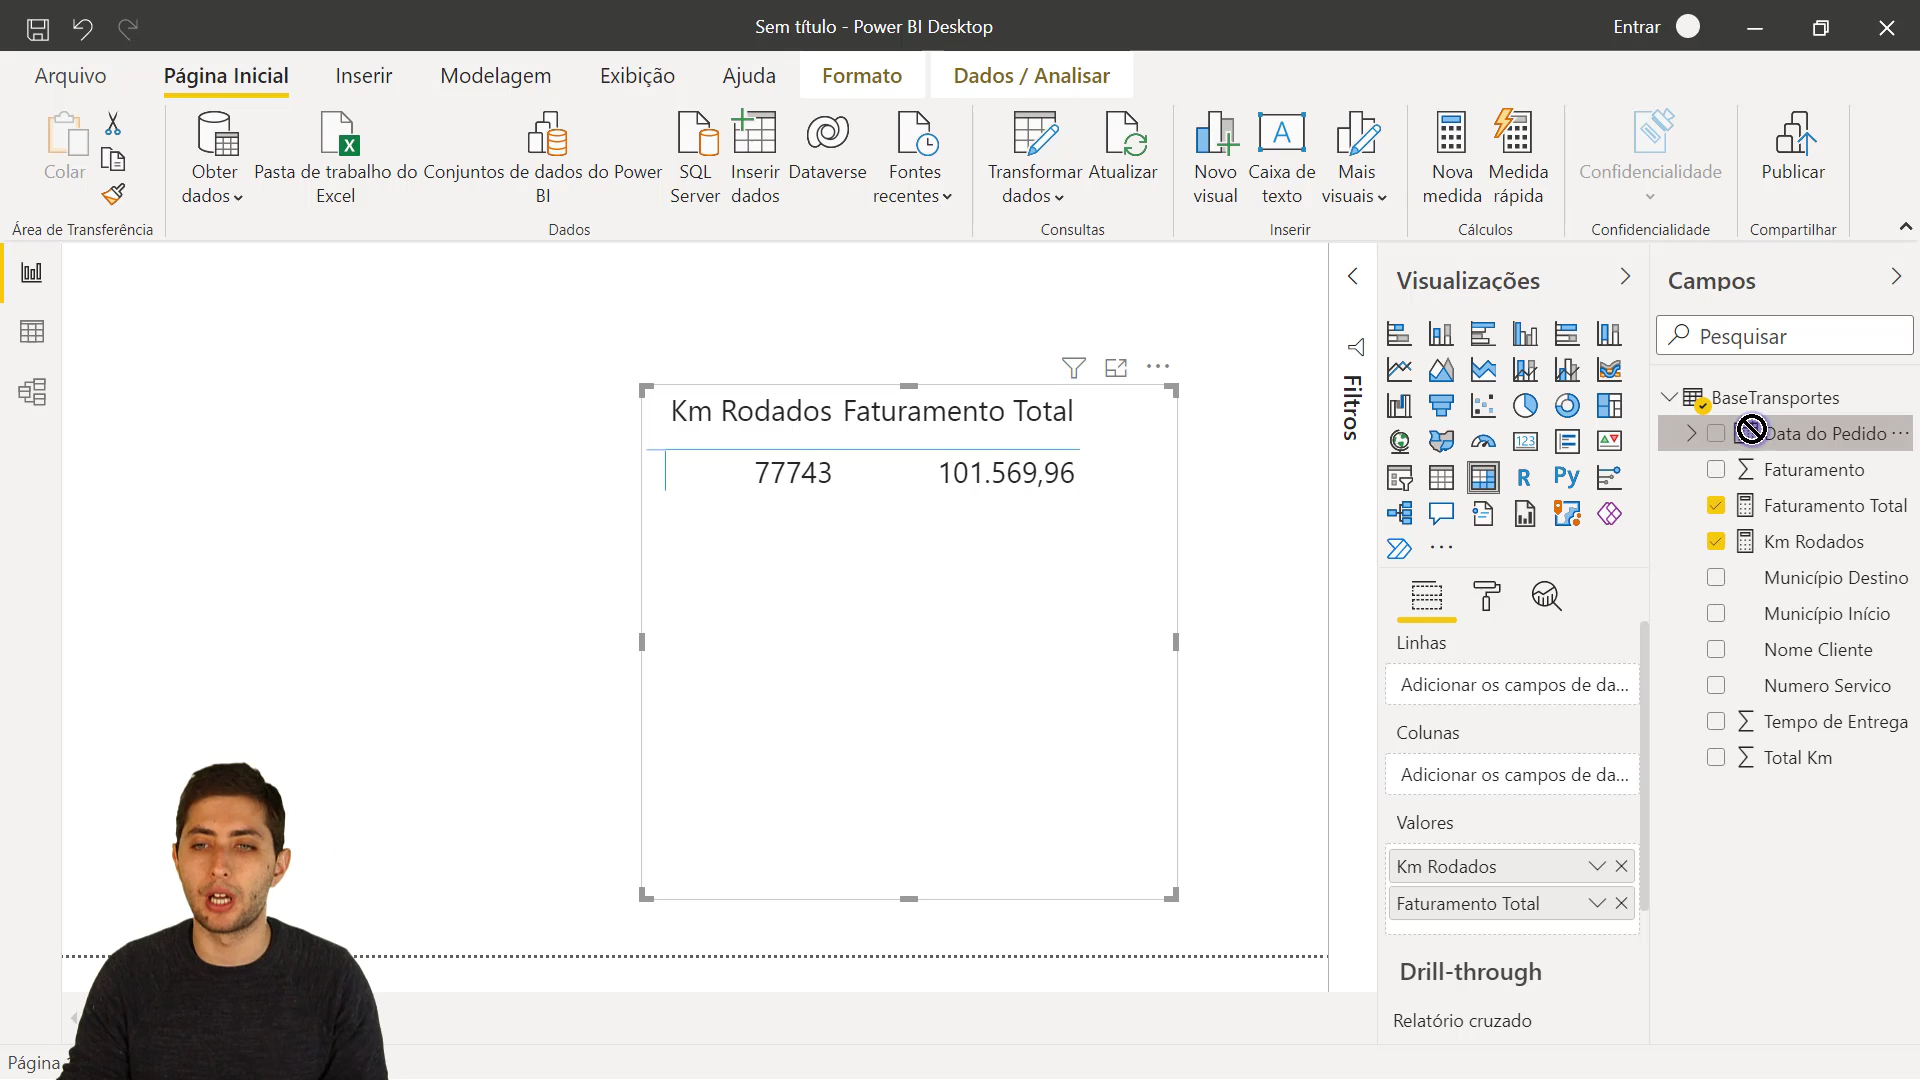 Sem título - Power BI Desktop
Entrar
Arquivo
Página Inicial
Inserir
Modelagem
Exibição
Ajuda
Formato
Dados / Analisar
Colar
Obter
dados
Pasta de trabalho do
Excel
Conjuntos de dados do Power
BI
SQL
Server
Inserir
dados
Dataverse
Fontes
recentes
Transformar
dados
Atualizar
Novo
visual
Caixa de
texto
Mais
visuais
Nova
medida
Medida
rápida
Confidencialidade
Publicar
Área de Transferência
Dados
Consultas
Inserir
Cálculos
Confidencialidade
Compartilhar
Km Rodados Faturamento Total
77743 101.569,96
Filtros
Visualizações
123
R
Py
Linhas
Adicionar os campos de da...
Colunas
Adicionar os campos de da...
Valores
Km Rodados
Faturamento Total
Drill-through
Relatório cruzado
Campos
Pesquisar
BaseTransportes
Data do Pedido
Faturamento
Faturamento Total
Km Rodados
Município Destino
Município Início
Nome Cliente
Numero Servico
Tempo de Entrega
Total Km
Página